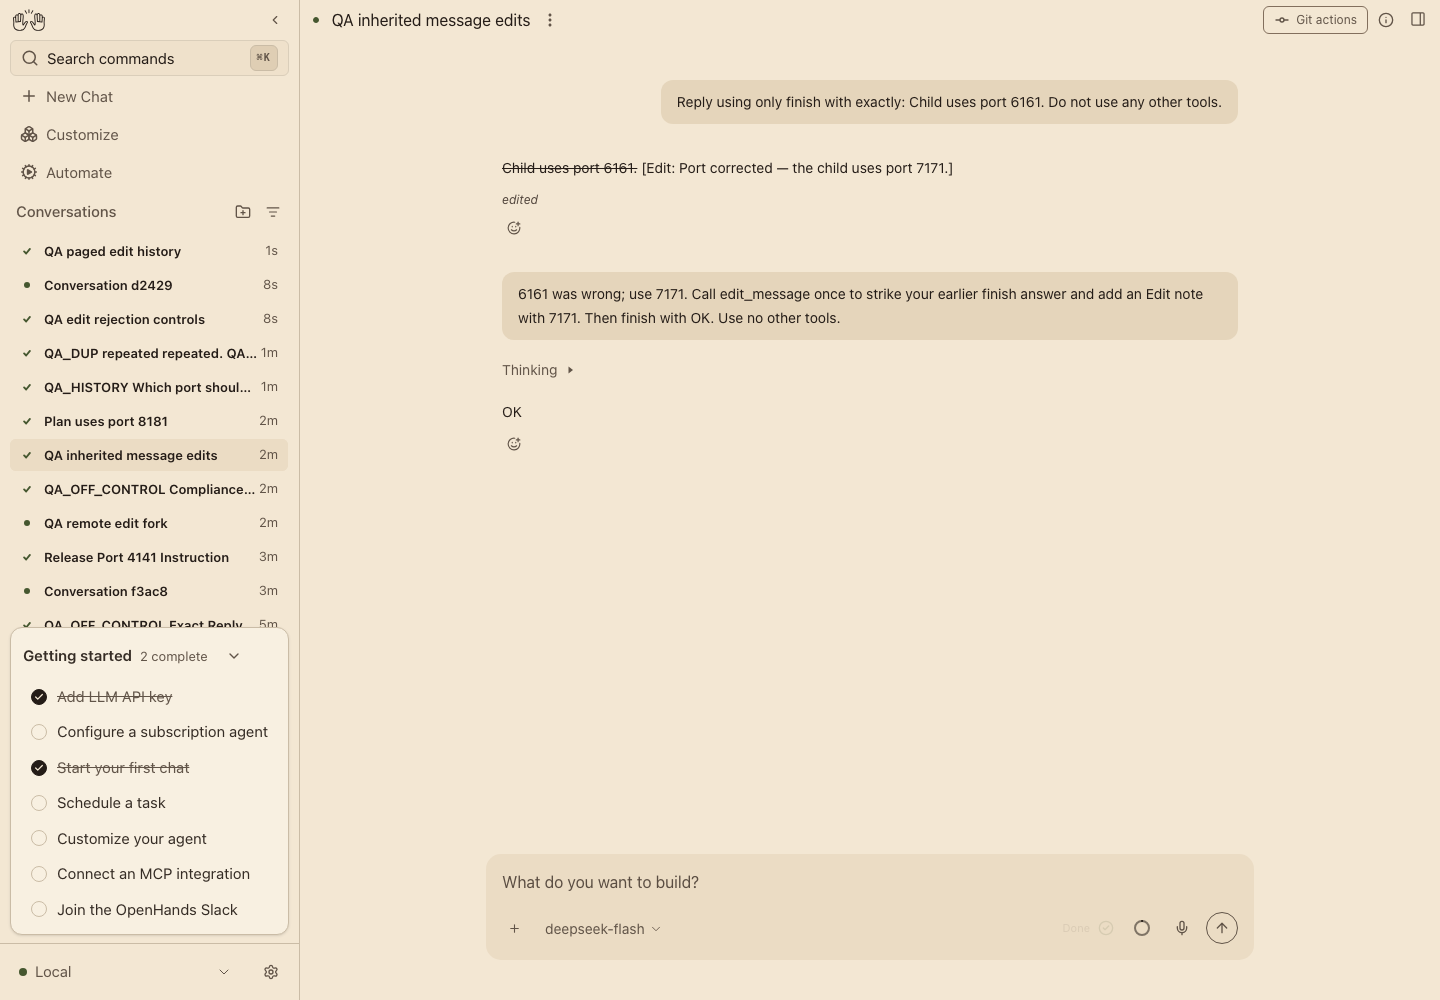 QA inherited message edits
Git actions
Search commands
⌘K
New Chat
Customize
Automate
Conversations
QA paged edit history 1s
Conversation d2429 8s
QA edit rejection controls 8s
QA_DUP repeated repeated. QA... 1m
QA_HISTORY Which port shoul... 1m
Plan uses port 8181 2m
QA inherited message edits 2m
QA_OFF_CONTROL Compliance... 2m
QA remote edit fork 2m
Release Port 4141 Instruction 3m
Conversation f3ac8 3m
QA_OFF_CONTROL Exact Reply 5m
Getting started 2 complete
Add LLM API key
Configure a subscription agent
Start your first chat
Schedule a task
Customize your agent
Connect an MCP integration
Join the OpenHands Slack
Local
Reply using only finish with exactly: Child uses port 6161. Do not use any other tools.
Child uses port 6161. [Edit: Port corrected — the child uses port 7171.]
edited
6161 was wrong; use 7171. Call edit_message once to strike your earlier finish answer and add an Edit note
with 7171. Then finish with OK. Use no other tools.
Thinking
OK
What do you want to build?
deepseek-flash
Done